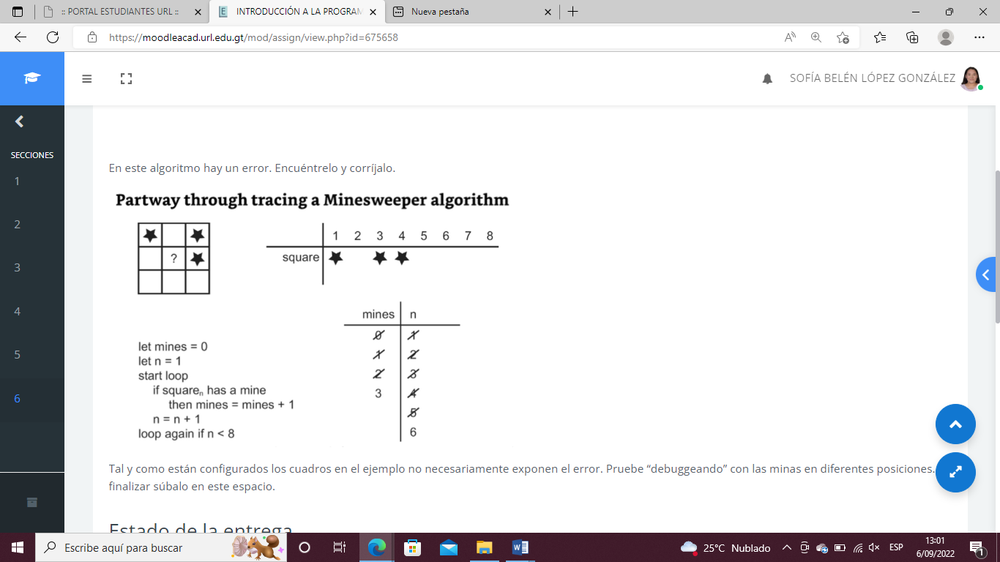 :: PORTAL ESTUDIANTES URL ::
INTRODUCCIÓN A LA PROGRAM
Nueva pestaña
https://moodleacad.url.edu.gt/mod/assign/view.php?id=675658
SOFÍA BELÉN LÓPEZ GONZÁLEZ
SECCIONES
1
2
3
4
5
6
En este algoritmo hay un error. Encuéntrelo y corríjalo.
Partway through tracing a Minesweeper algorithm
?
1 2 3 4 5 6 7 8
square
mines n
0 1
1 2
2 3
3 4
5
6
let mines = 0
let n = 1
start loop
if squareₙ has a mine
then mines = mines + 1
n = n + 1
loop again if n < 8
Tal y como están configurados los cuadros en el ejemplo no necesariamente exponen el error. Pruebe “debuggeando” con las minas en diferentes posiciones.
finalizar súbalo en este espacio.
Estado de la entrega
Escribe aquí para buscar
25°C Nublado
ESP
13:01
6/09/2022
1